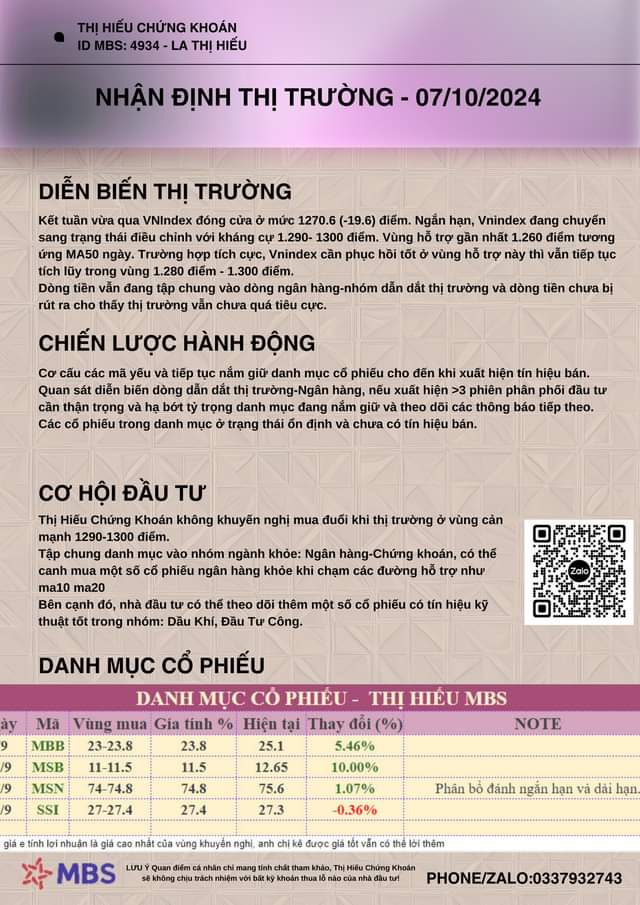 THỊ HIẾU CHỨNG KHOÁN
ID MBS: 4934 - LA THỊ HIẾU
NHẬN ĐỊNH THỊ TRƯỜNG - 07/10/2024
DIỄN BIẾN THỊ TRƯỜNG
Kết tuần vừa qua VNIndex đóng cửa ở mức 1270.6 (-19.6) điểm. Ngắn hạn, Vnindex đang chuyển
sang trạng thái điều chỉnh với kháng cự 1.290- 1300 điểm. Vùng hỗ trợ gần nhất 1.260 điểm tương
ứng MA50 ngày. Trường hợp tích cực, Vnindex cần phục hồi tốt ở vùng hỗ trợ này thì vẫn tiếp tục
tích lũy trong vùng 1.280 điểm - 1.300 điểm.
Dòng tiền vẫn đang tập chung vào dòng ngân hàng-nhóm dẫn dắt thị trường và dòng tiền chưa bị
rút ra cho thấy thị trường vẫn chưa quá tiêu cực.
CHIẾN LƯỢC HÀNH ĐỘNG
Cơ cấu các mã yếu và tiếp tục nắm giữ danh mục cổ phiếu cho đến khi xuất hiện tín hiệu bán.
Quan sát diễn biến dòng dẫn dắt thị trường-Ngân hàng, nếu xuất hiện >3 phiên phân phối đầu tư
cần thận trọng và hạ bớt tỷ trọng danh mục đang nắm giữ và theo dõi các thông báo tiếp theo.
Các cổ phiếu trong danh mục ở trạng thái ổn định và chưa có tín hiệu bán.
CƠ HỘI ĐẦU TƯ
Thị Hiếu Chứng Khoán không khuyến nghị mua đuổi khi thị trường ở vùng cản
mạnh 1290-1300 điểm.
Tập chung danh mục vào nhóm ngành khỏe: Ngân hàng-Chứng khoán, có thể
canh mua một số cổ phiếu ngân hàng khỏe khi chạm các đường hỗ trợ như
ma10 ma20
Bên cạnh đó, nhà đầu tư có thể theo dõi thêm một số cổ phiếu có tín hiệu kỹ
thuật tốt trong nhóm: Dầu Khí, Đầu Tư Công.
Zalo
DANH MỤC CỔ PHIẾU
DANH MỤC CỔ PHIẾU - THỊ HIẾU MBS
ày Mã Vùng mua Gía tính % Hiện tại Thay đổi (%) NOTE
/9 MBB 23-23.8 23.8 25.1 5.46%
/9 MSB 11-11.5 11.5 12.65 10.00%
/9 MSN 74-74.8 74.8 75.6 1.07% Phân bổ đánh ngắn hạn và dài hạn.
/9 SSI 27-27.4 27.4 27.3 -0.36%
giá e tính lợi nhuận là giá cao nhất của vùng khuyến nghị, anh chị kê được giá tốt vẫn có thể lời thêm
MBS
LƯU Ý Quan điểm cá nhân chỉ mang tính chất tham khảo, Thị Hiếu Chứng Khoán
sẽ không chịu trách nhiệm với bất kỳ khoản thua lỗ nào của nhà đầu tư!
PHONE/ZALO:0337932743